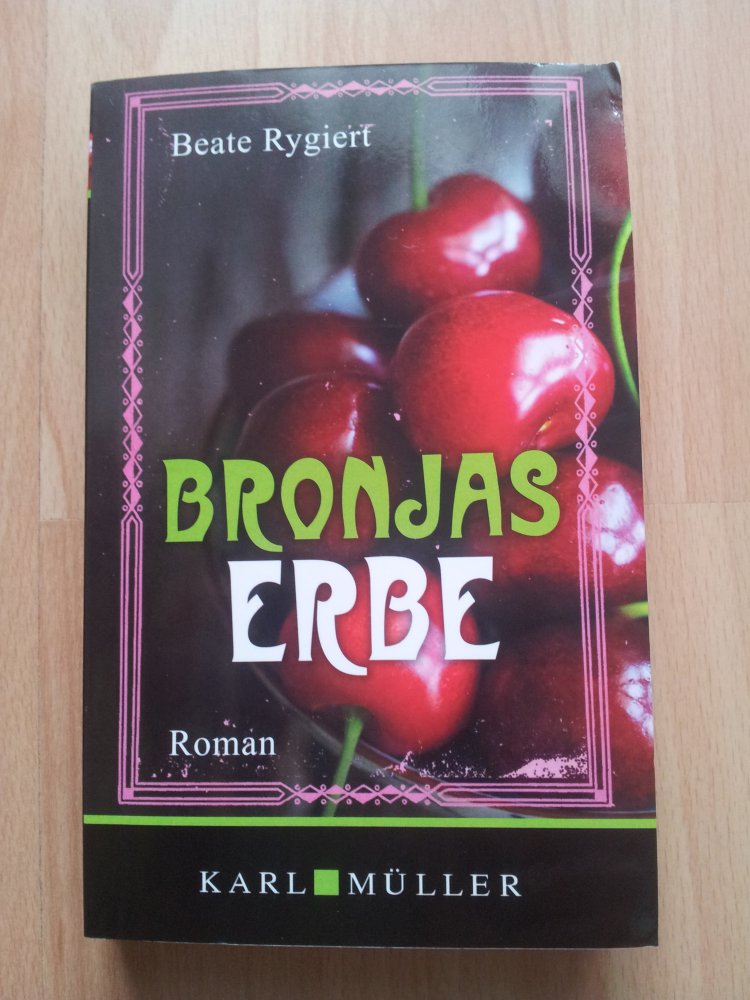 Beate Rygiert
BRONJAS
ERBE
Roman
KARL MÜLLER